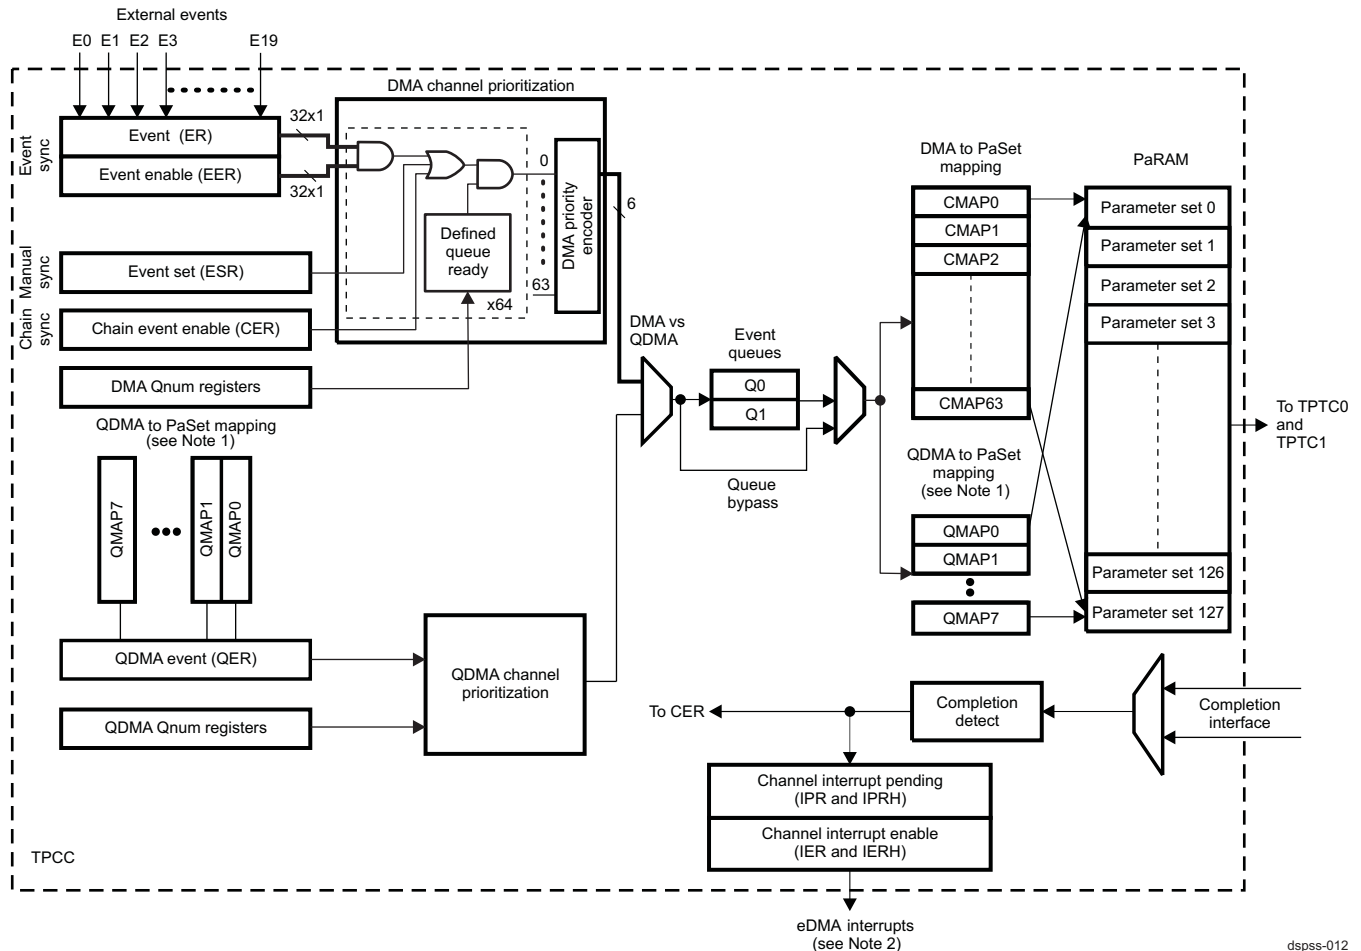 External events
E0 E1 E2 E3 E19
DMA channel prioritization
Event sync
Event (ER)
Event enable (EER)
32x1
32x1
0
63
x64
Defined
queue
ready
DMA priority
encoder
6
Manual sync
Event set (ESR)
Chain sync
Chain event enable (CER)
DMA Qnum registers
QDMA to PaSet mapping
(see Note 1)
QMAP7
QMAP1
QMAP0
QDMA event (QER)
QDMA Qnum registers
QDMA channel
prioritization
DMA vs
QDMA
Event
queues
Q0
Q1
Queue
bypass
DMA to PaSet
mapping
CMAP0
CMAP1
CMAP2
CMAP63
QDMA to PaSet
mapping
(see Note 1)
QMAP0
QMAP1
QMAP7
PaRAM
Parameter set 0
Parameter set 1
Parameter set 2
Parameter set 3
Parameter set 126
Parameter set 127
To TPTC0
and
TPTC1
To CER
Completion
detect
Completion
interface
Channel interrupt pending
(IPR and IPRH)
Channel interrupt enable
(IER and IERH)
TPCC
eDMA interrupts
(see Note 2)
dspss-012